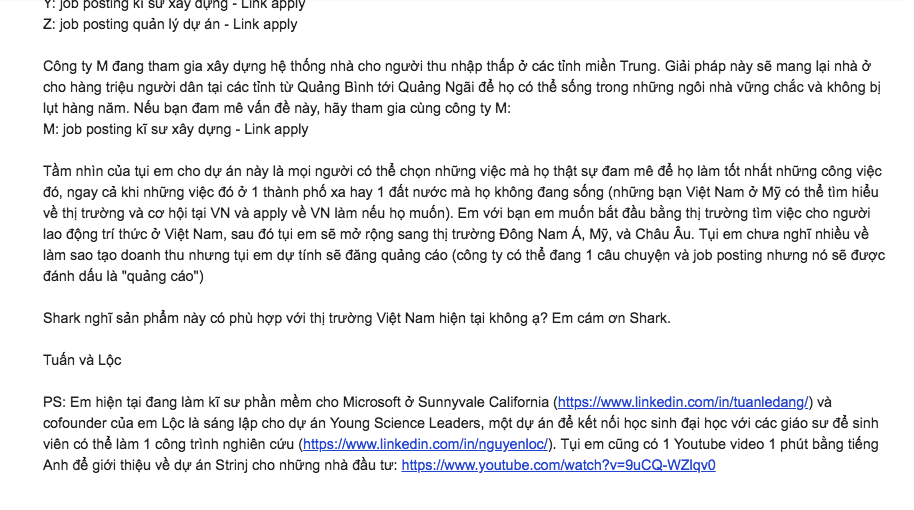 Y: job posting kĩ sư xây dựng - Link apply
Z: job posting quản lý dự án - Link apply
Công ty M đang tham gia xây dựng hệ thống nhà cho người thu nhập thấp ở các tỉnh miền Trung. Giải pháp này sẽ mang lại nhà ở
cho hàng triệu người dân tại các tỉnh từ Quảng Bình tới Quảng Ngãi để họ có thể sống trong những ngôi nhà vững chắc và không bị
lụt hàng năm. Nếu bạn đam mê vấn đề này, hãy tham gia cùng công ty M:
M: job posting kĩ sư xây dựng - Link apply
Tầm nhìn của tụi em cho dự án này là mọi người có thể chọn những việc mà họ thật sự đam mê để họ làm tốt nhất những công việc
đó, ngay cả khi những việc đó ở 1 thành phố xa hay 1 đất nước mà họ không đang sống (những bạn Việt Nam ở Mỹ có thể tìm hiểu
về thị trường và cơ hội tại VN và apply về VN làm nếu họ muốn). Em với bạn em muốn bắt đầu bằng thị trường tìm việc cho người
lao động trí thức ở Việt Nam, sau đó tụi em sẽ mở rộng sang thị trường Đông Nam Á, Mỹ, và Châu Âu. Tụi em chưa nghĩ nhiều về
làm sao tạo doanh thu nhưng tụi em dự tính sẽ đăng quảng cáo (công ty có thể đang 1 câu chuyện và job posting nhưng nó sẽ được
đánh dấu là "quảng cáo")
Shark nghĩ sản phẩm này có phù hợp với thị trường Việt Nam hiện tại không ạ? Em cám ơn Shark.
Tuấn và Lộc
PS: Em hiện tại đang làm kĩ sư phần mềm cho Microsoft ở Sunnyvale California (https://www.linkedin.com/in/tuanledang/) và
cofounder của em Lộc là sáng lập cho dự án Young Science Leaders, một dự án để kết nối học sinh đại học với các giáo sư để sinh
viên có thể làm 1 công trình nghiên cứu (https://www.linkedin.com/in/nguyenloc/). Tụi em cũng có 1 Youtube video 1 phút bằng tiếng
Anh để giới thiệu về dự án Strinj cho những nhà đầu tư: https://www.youtube.com/watch?v=9uCQ-WZIqv0